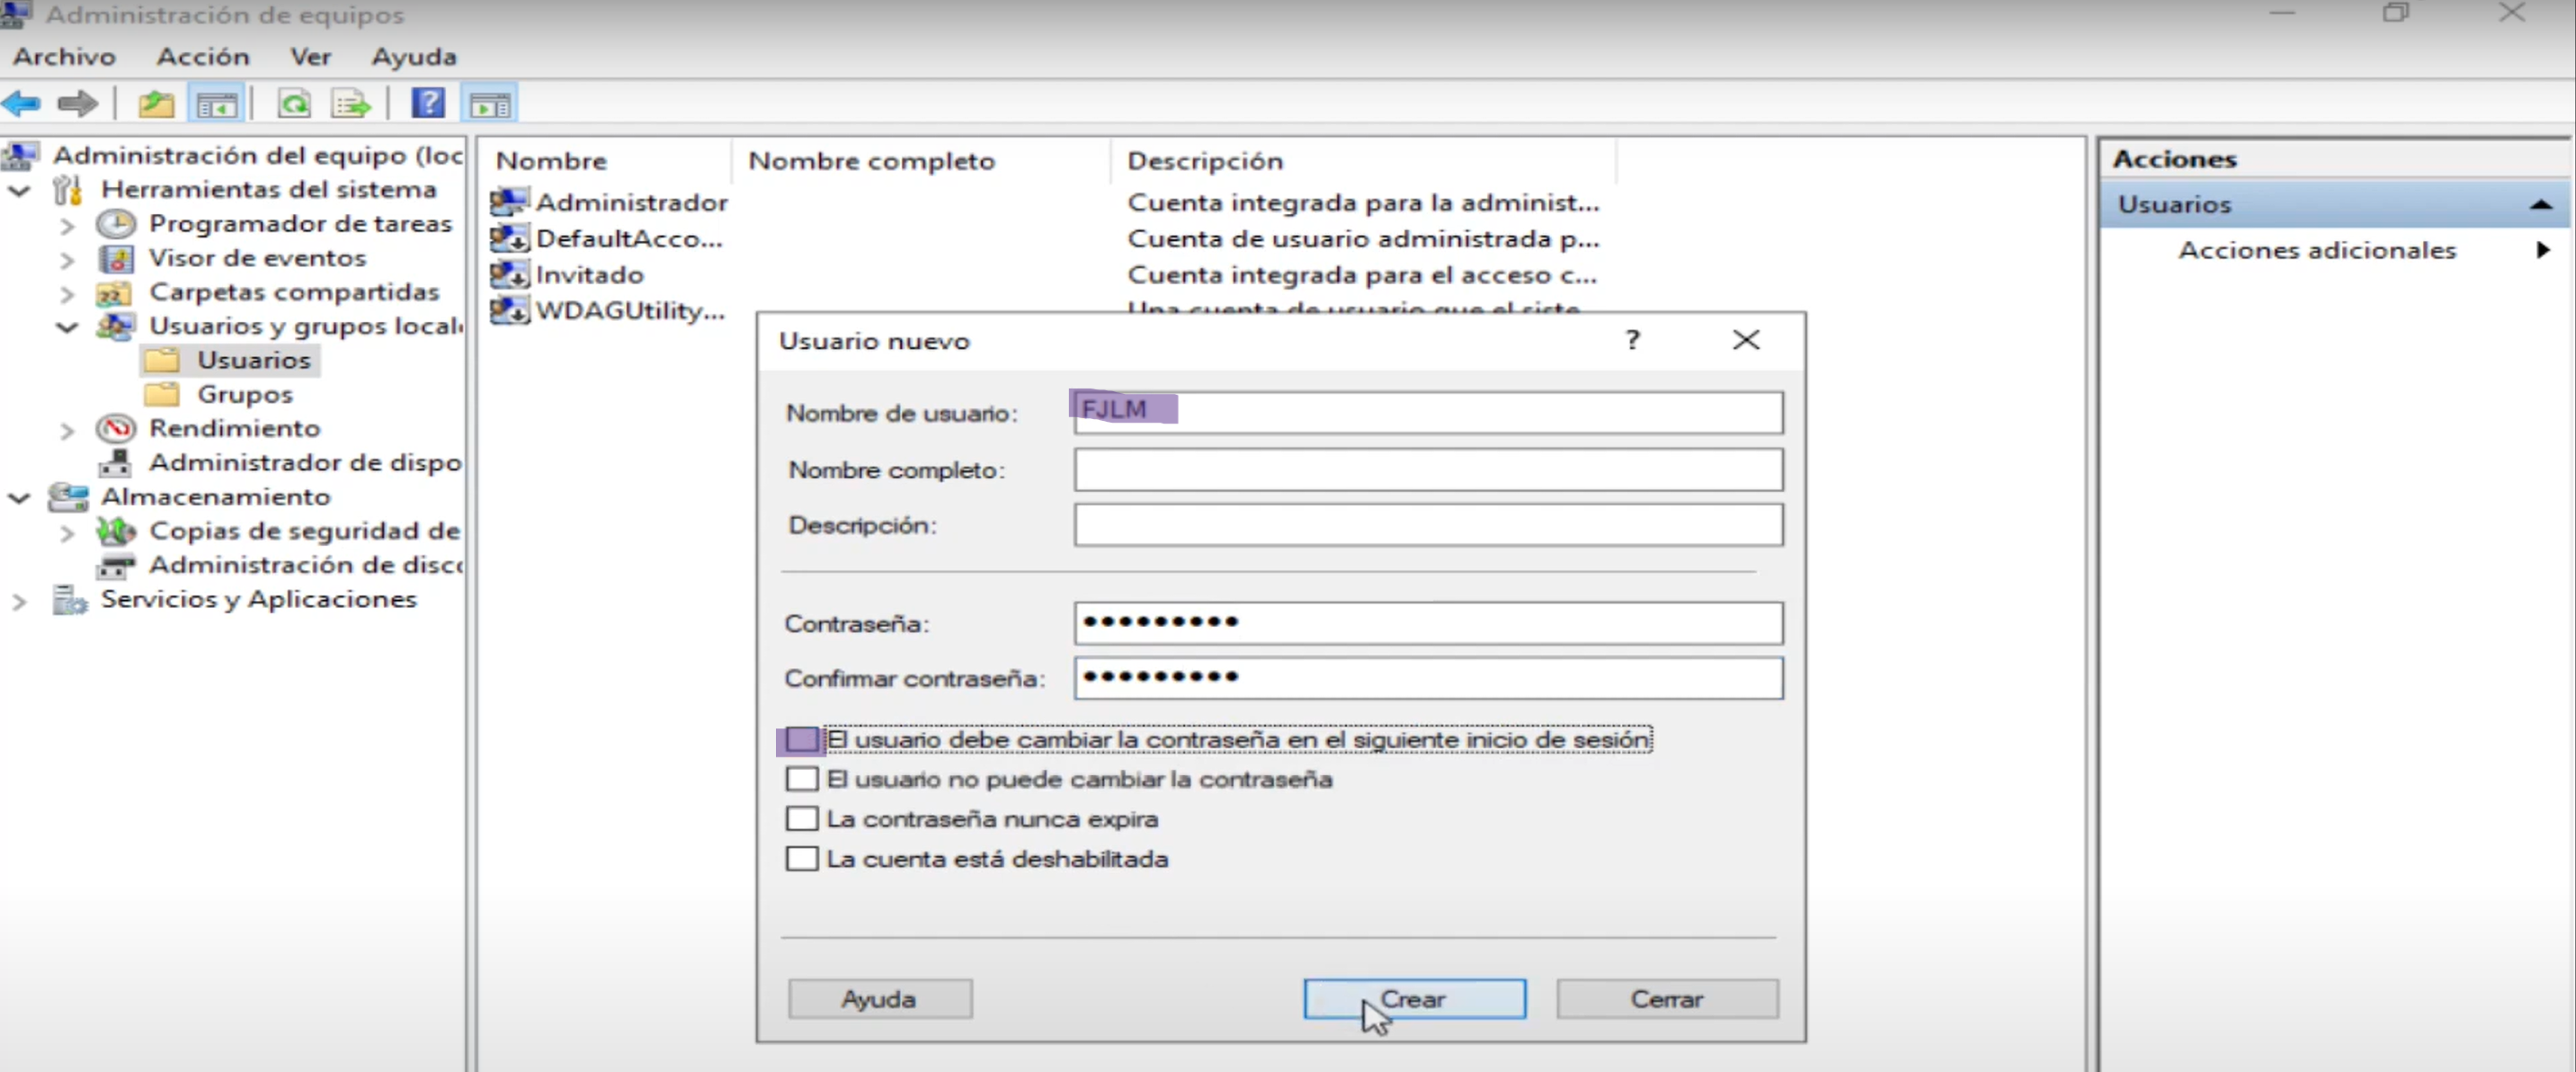 Administración de equipos
Archivo Acción Ver Ayuda
Administración del equipo (loc
Herramientas del sistema
Programador de tareas
Visor de eventos
Carpetas compartidas
Usuarios y grupos local
Usuarios
Grupos
Rendimiento
Administrador de dispo
Almacenamiento
Copias de seguridad de
Administración de disc
Servicios y Aplicaciones
Nombre Nombre completo Descripción
Administrador Cuenta integrada para la administ...
DefaultAcco... Cuenta de usuario administrada p...
Invitado Cuenta integrada para el acceso c...
WDAGUtility... Una cuenta de usuario que el siste...
Usuario nuevo ?
Nombre de usuario: FJLM
Nombre completo:
Descripción:
Contraseña: •••••••••
Confirmar contraseña: •••••••••
El usuario debe cambiar la contraseña en el siguiente inicio de sesión
El usuario no puede cambiar la contraseña
La contraseña nunca expira
La cuenta está deshabilitada
Ayuda Crear Cerrar
Acciones
Usuarios
Acciones adicionales